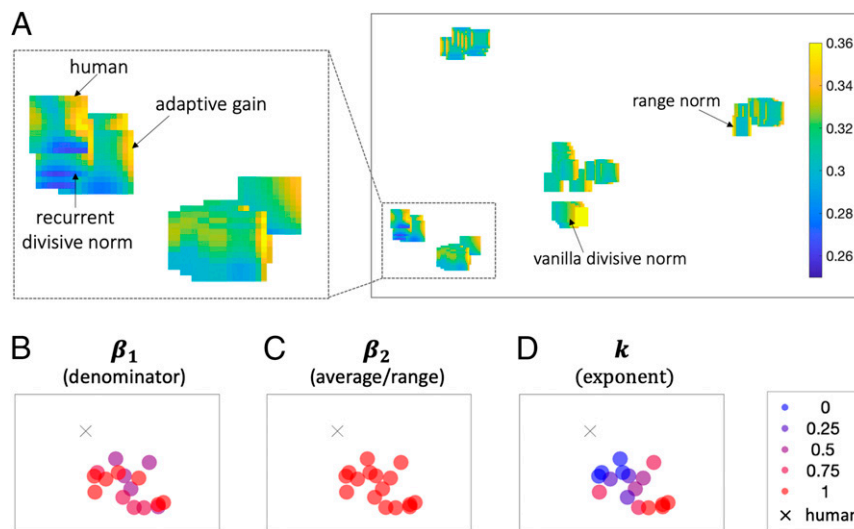 A
human
adaptive gain
recurrent
divisive norm
range norm
vanilla divisive norm
0.36
0.34
0.32
0.3
0.28
0.26
B
β₁
(denominator)
C
β₂
(average/range)
D
k
(exponent)
0
0.25
0.5
0.75
1
human